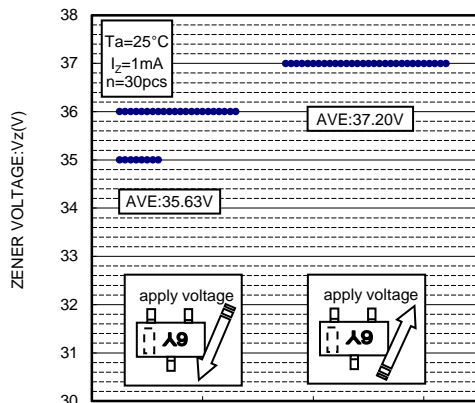 38
37
36
35
34
33
32
31
30
ZENER VOLTAGE:Vz(V)
Ta=25°C
IZ=1mA
n=30pcs
AVE:37.20V
AVE:35.63V
apply voltage
apply voltage